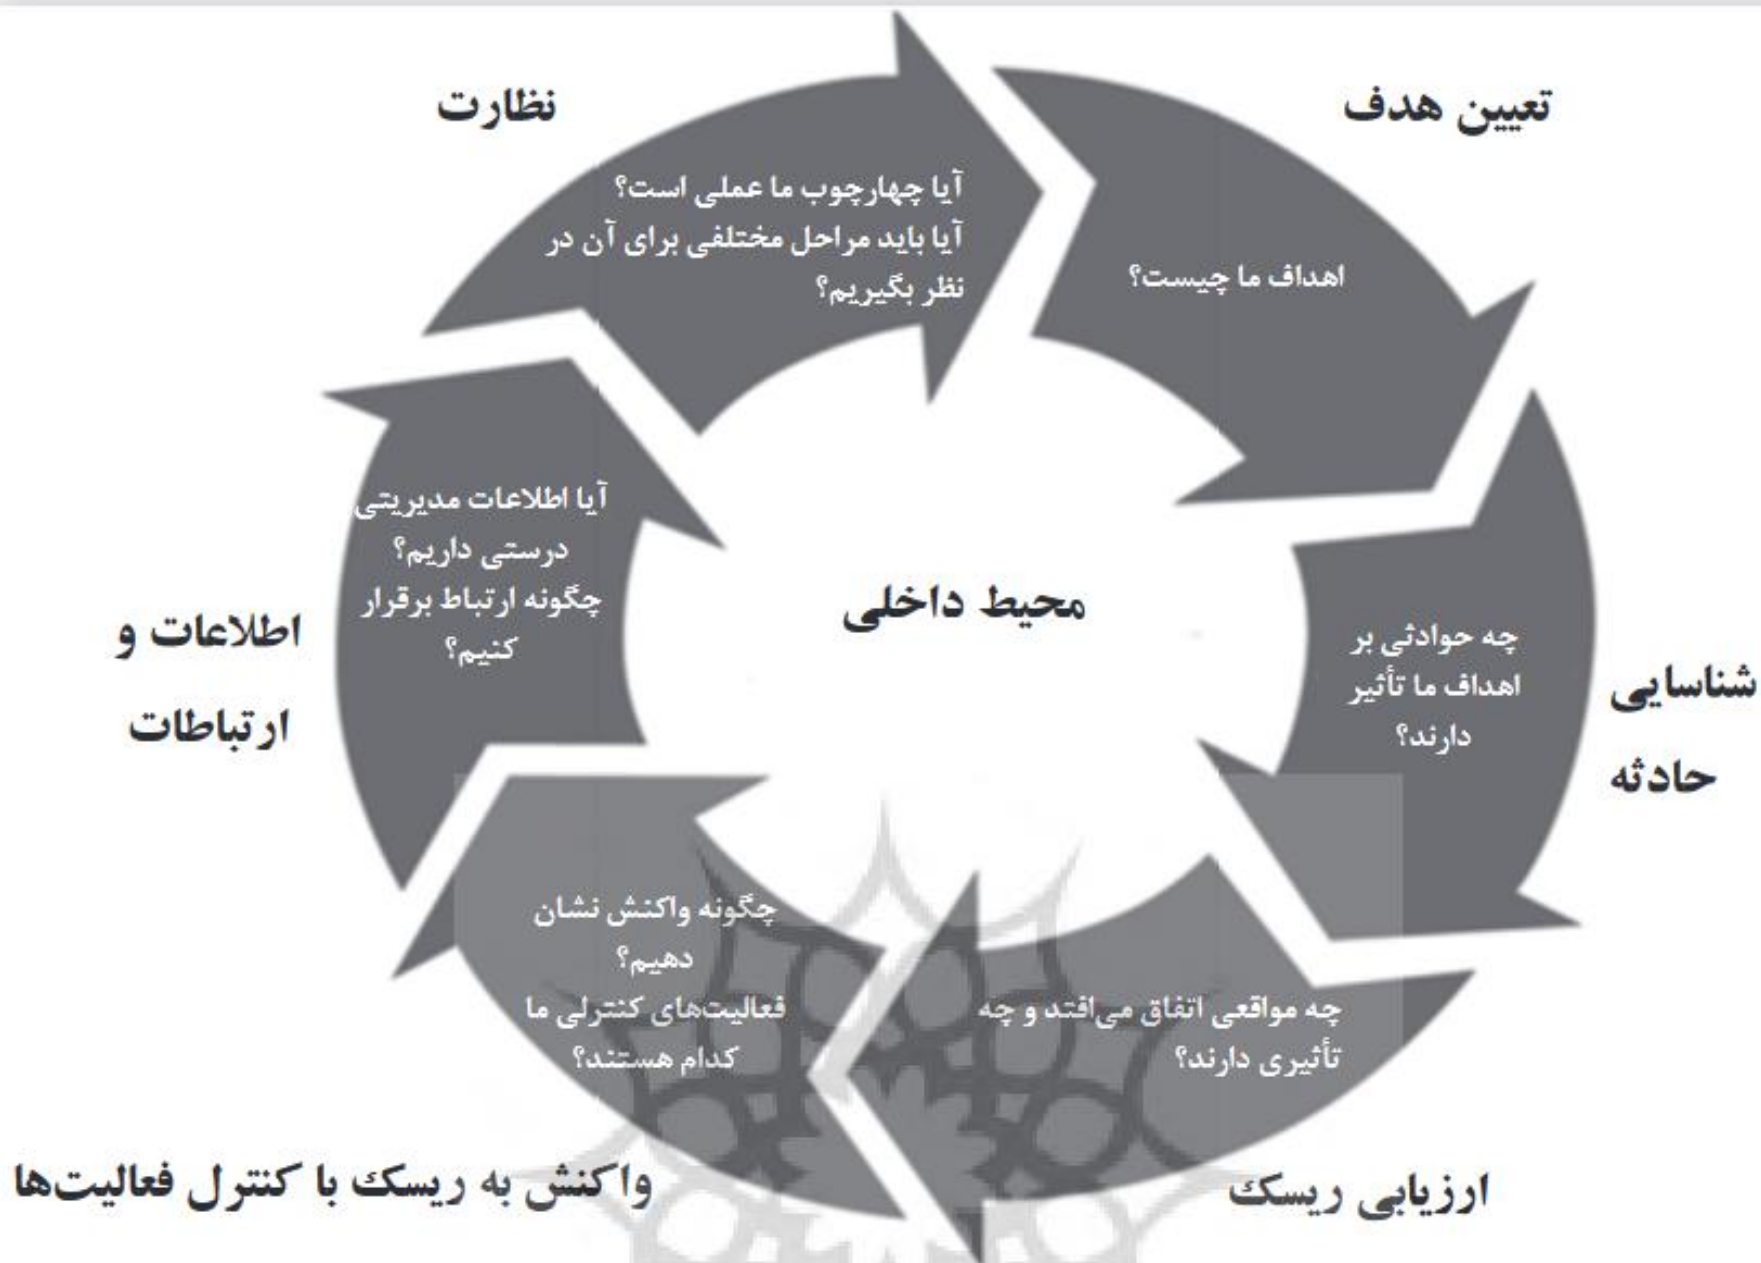 تعیین هدف
اهداف ما چیست؟
شناسایی
حادثه
چه حوادثی بر
اهداف ما تأثیر
دارند؟
ارزیابی ریسک
چه مواقعی اتفاق می‌افتد و چه
تأثیری دارند؟
واکنش به ریسک با کنترل فعالیت‌ها
چگونه واکنش نشان
دهیم؟
فعالیت‌های کنترلی ما
کدام هستند؟
اطلاعات و
ارتباطات
آیا اطلاعات مدیریتی
درستی داریم؟
چگونه ارتباط برقرار
کنیم؟
نظارت
آیا چهارچوب ما عملی است؟
آیا باید مراحل مختلفی برای آن در
نظر بگیریم؟
محیط داخلی